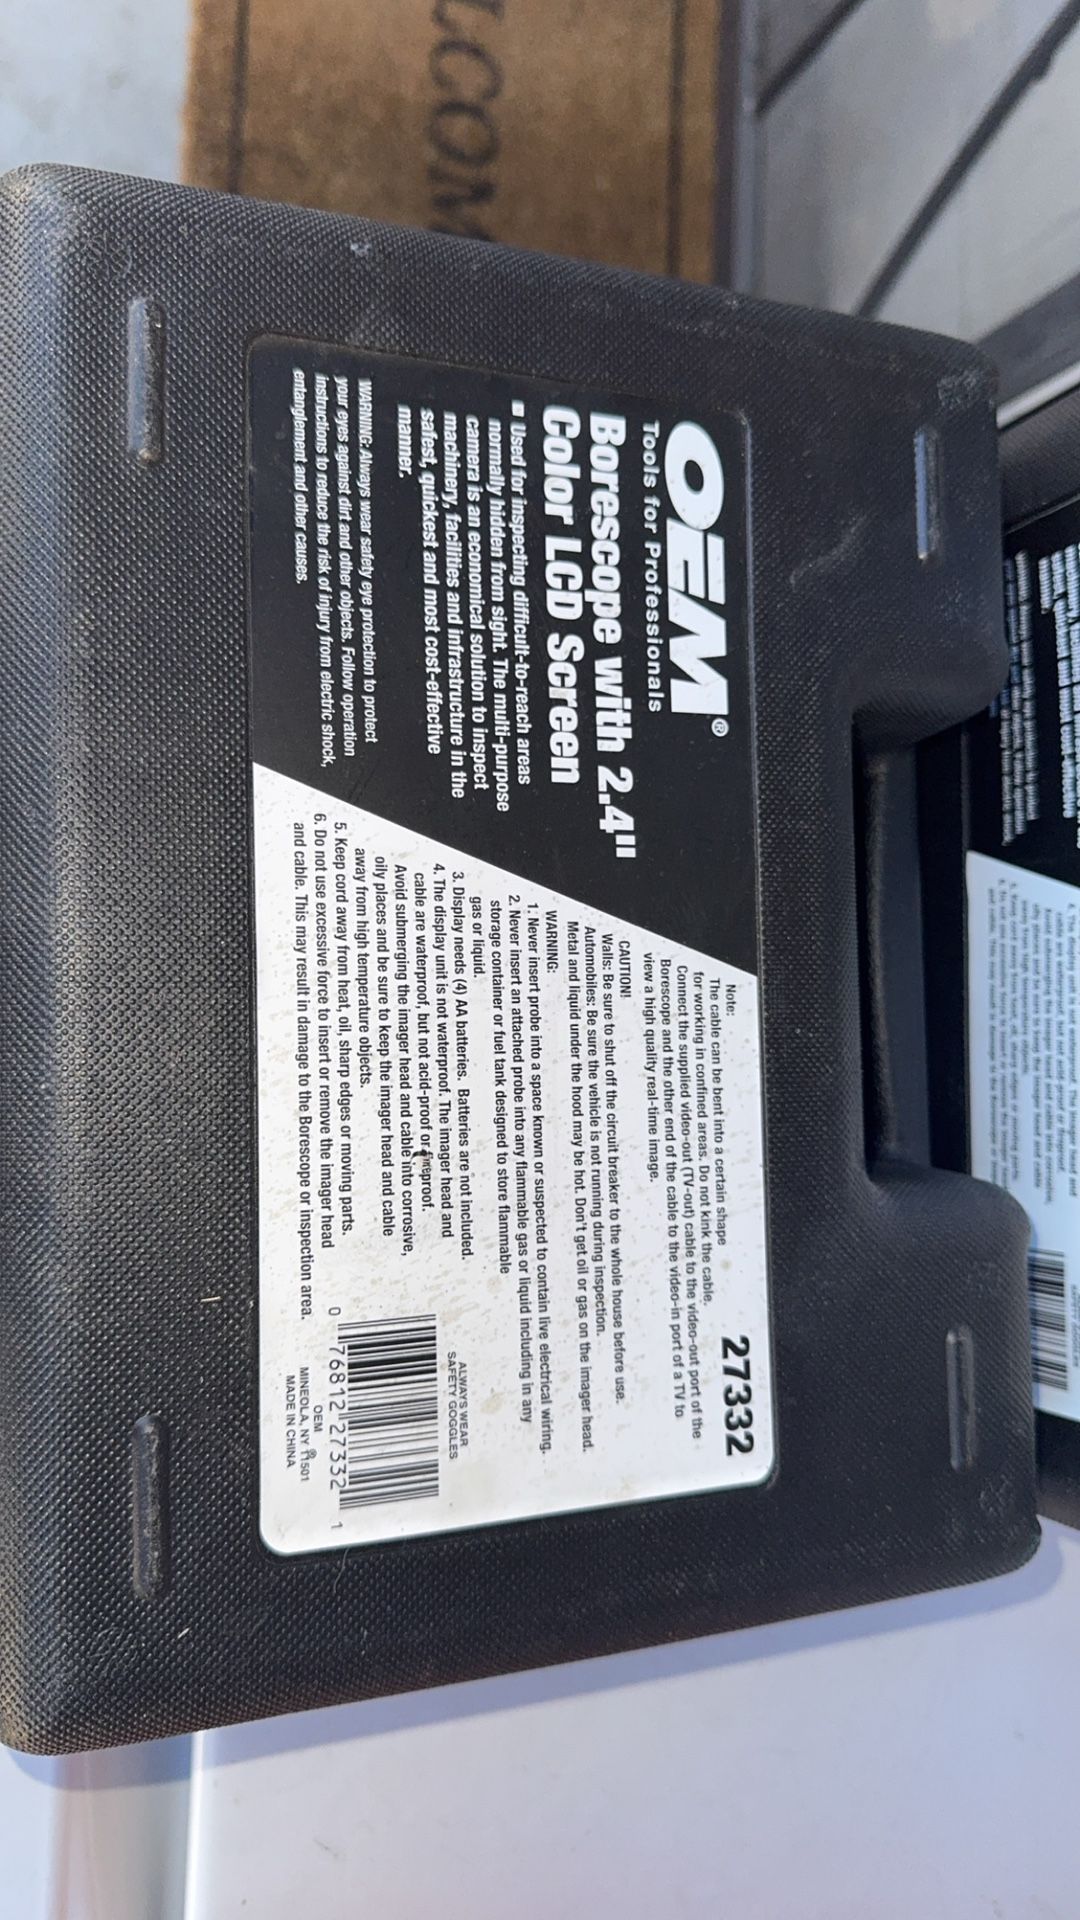 LCOM
OEM®
Tools for Professionals
Borescope with 2.4"
Color LCD Screen
▪ Used for inspecting difficult-to-reach areas
normally hidden from sight. The multi-purpose
camera is an economical solution to inspect
machinery, facilities and infrastructure in the
safest, quickest and most cost-effective
manner.
WARNING: Always wear safety eye protection to protect
your eyes against dirt and other objects. Follow operation
instructions to reduce the risk of injury from electric shock,
entanglement and other causes.
27332
Note:
The cable can be bent into a certain shape
for working in confined areas. Do not kink the cable.
Connect the supplied video-out (TV-out) cable to the video-out port of the
Borescope and the other end of the cable to the video-in port of a TV to
view a high quality real-time image.
CAUTION!
Walls: Be sure to shut off the circuit breaker to the whole house before use.
Automobiles: Be sure the vehicle is not running during inspection.
Metal and liquid under the hood may be hot. Don't get oil or gas on the imager head.
WARNING:
1. Never insert probe into a space known or suspected to contain live electrical wiring.
2. Never insert an attached probe into any flammable gas or liquid including in any
storage container or fuel tank designed to store flammable
gas or liquid.
3. Display needs (4) AA batteries. Batteries are not included.
4. The display unit is not waterproof. The imager head and
cable are waterproof, but not acid-proof or fireproof.
Avoid submerging the imager head and cable into corrosive,
oily places and be sure to keep the imager head and cable
away from high temperature objects.
5. Keep cord away from heat, oil, sharp edges or moving parts.
6. Do not use excessive force to insert or remove the imager head
and cable. This may result in damage to the Borescope or inspection area.
ALWAYS WEAR
SAFETY GOGGLES
0 76812 27332 1
OEM ®
MINEOLA, NY 11501
MADE IN CHINA